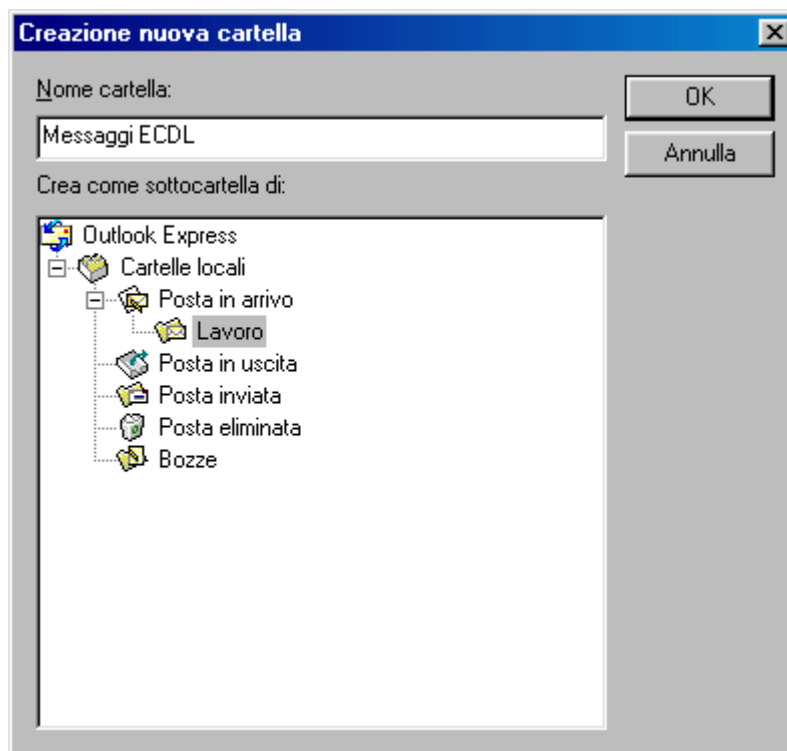 Creazione nuova cartella
Nome cartella:
OK
Messaggi ECDL
Annulla
Crea come sottocartella di:
Outlook Express
Cartelle locali
Posta in arrivo
Lavoro
Posta in uscita
Posta inviata
Posta eliminata
Bozze